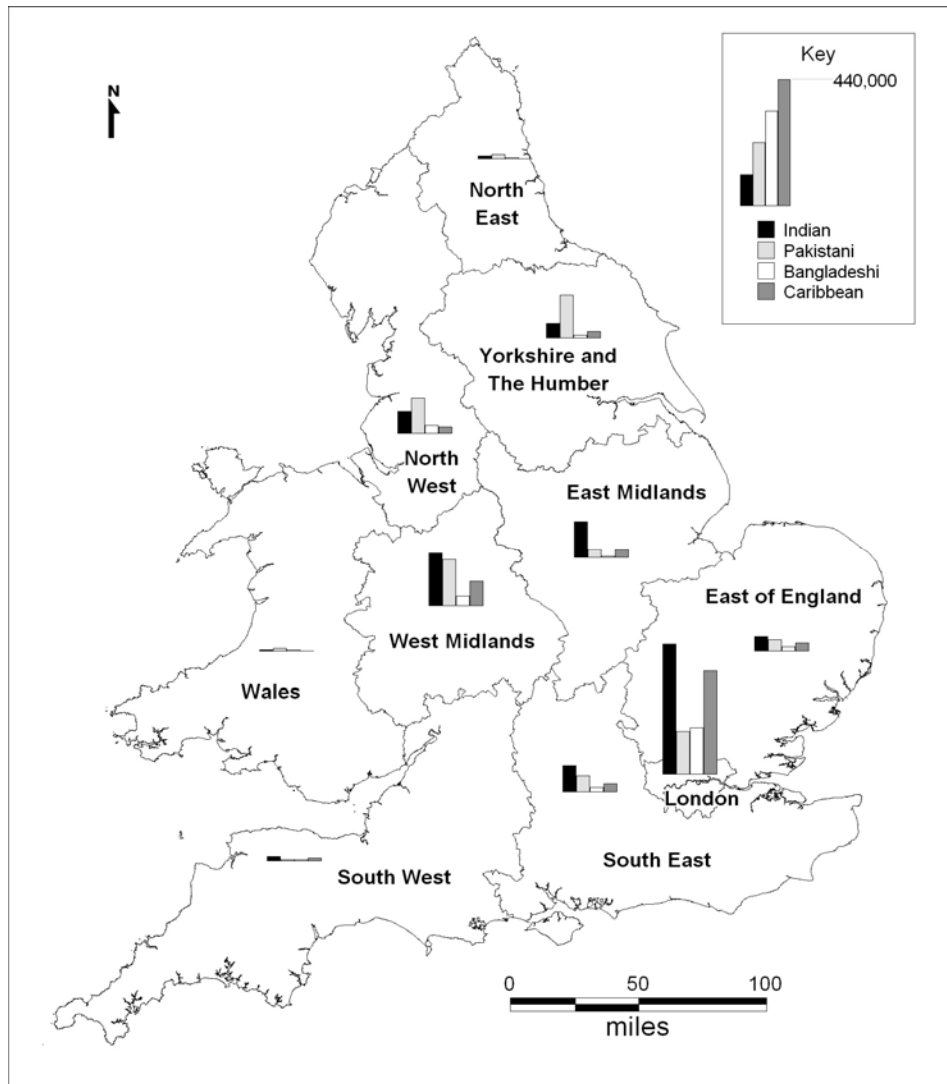 Key
440,000
Indian
Pakistani
Bangladeshi
Caribbean
N
North
East
Yorkshire and
The Humber
North
West
East Midlands
East of England
West Midlands
Wales
London
South East
South West
0 50 100
miles